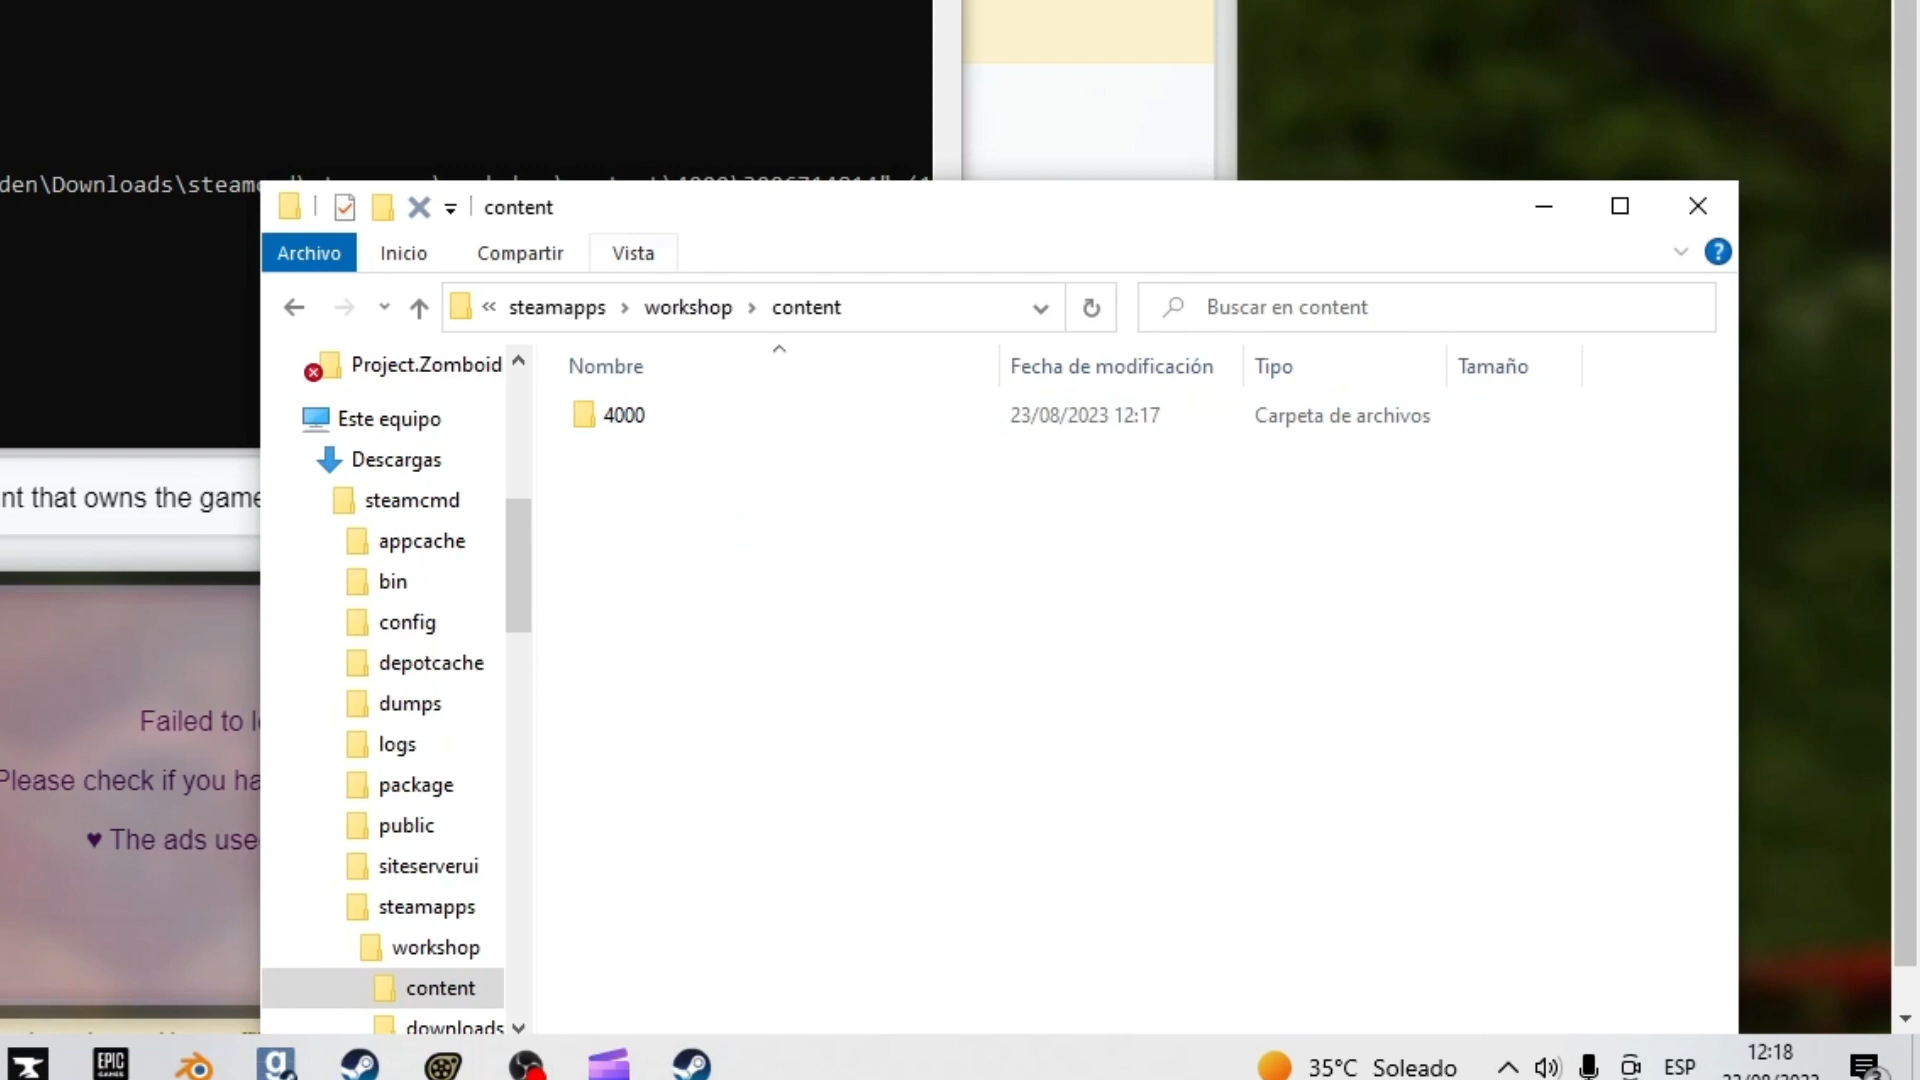 den\Downloads\steamc
content
Archivo
Inicio
Compartir
Vista
« steamapps › workshop › content
Buscar en content
Project.Zomboid
Este equipo
Descargas
steamcmd
appcache
bin
config
depotcache
dumps
logs
package
public
siteserverui
steamapps
workshop
content
downloads
Nombre
Fecha de modificación
Tipo
Tamaño
4000
23/08/2023 12:17
Carpeta de archivos
nt that owns the game
Failed to l
Please check if you ha
♥ The ads use
EPIC
GAMES
g
35°C Soleado
ESP
12:18